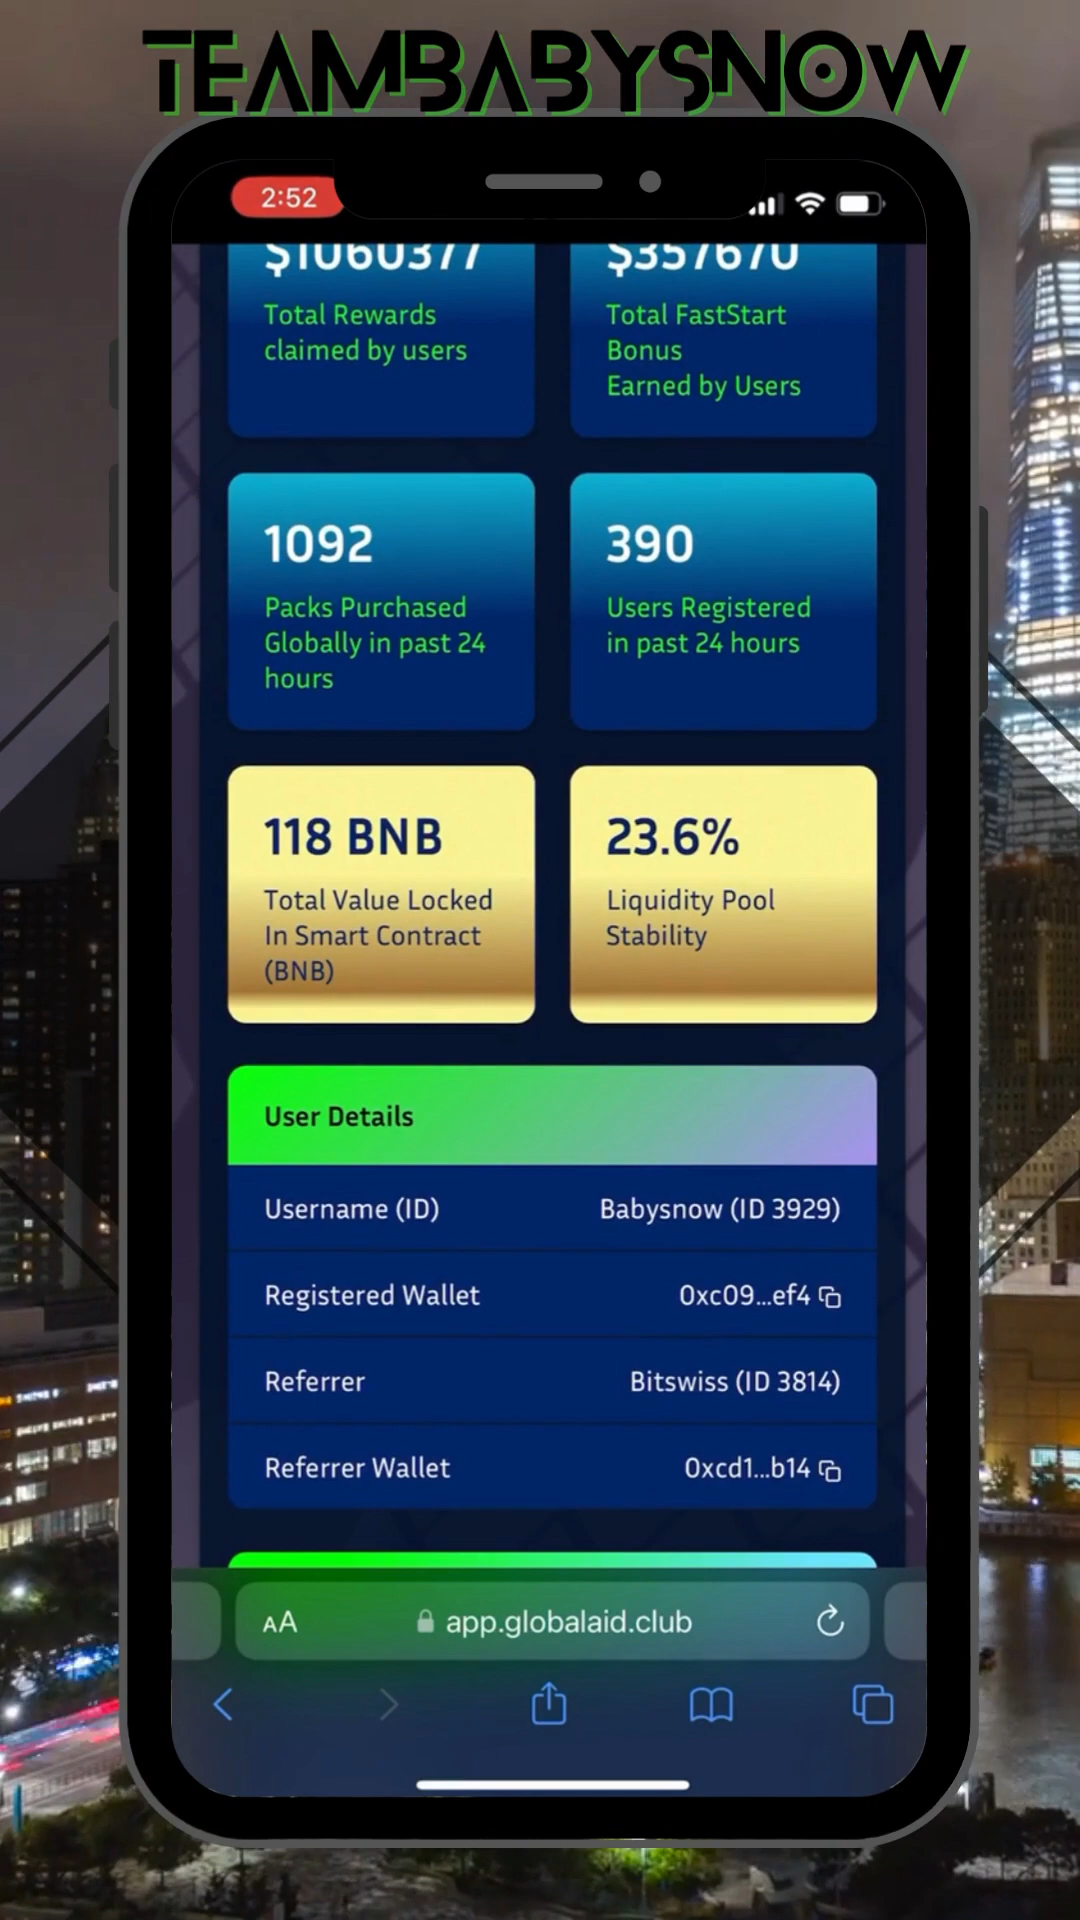 TEAMBABYSNOW
2:52
$1060377
$357670
Total Rewards
claimed by users
Total FastStart
Bonus
Earned by Users
1092
Packs Purchased
Globally in past 24
hours
390
Users Registered
in past 24 hours
118 BNB
Total Value Locked
In Smart Contract
(BNB)
23.6%
Liquidity Pool
Stability
User Details
Username (ID)
Babysnow (ID 3929)
Registered Wallet
0xc09...ef4
Referrer
Bitswiss (ID 3814)
Referrer Wallet
0xcd1...b14
AA
app.globalaid.club